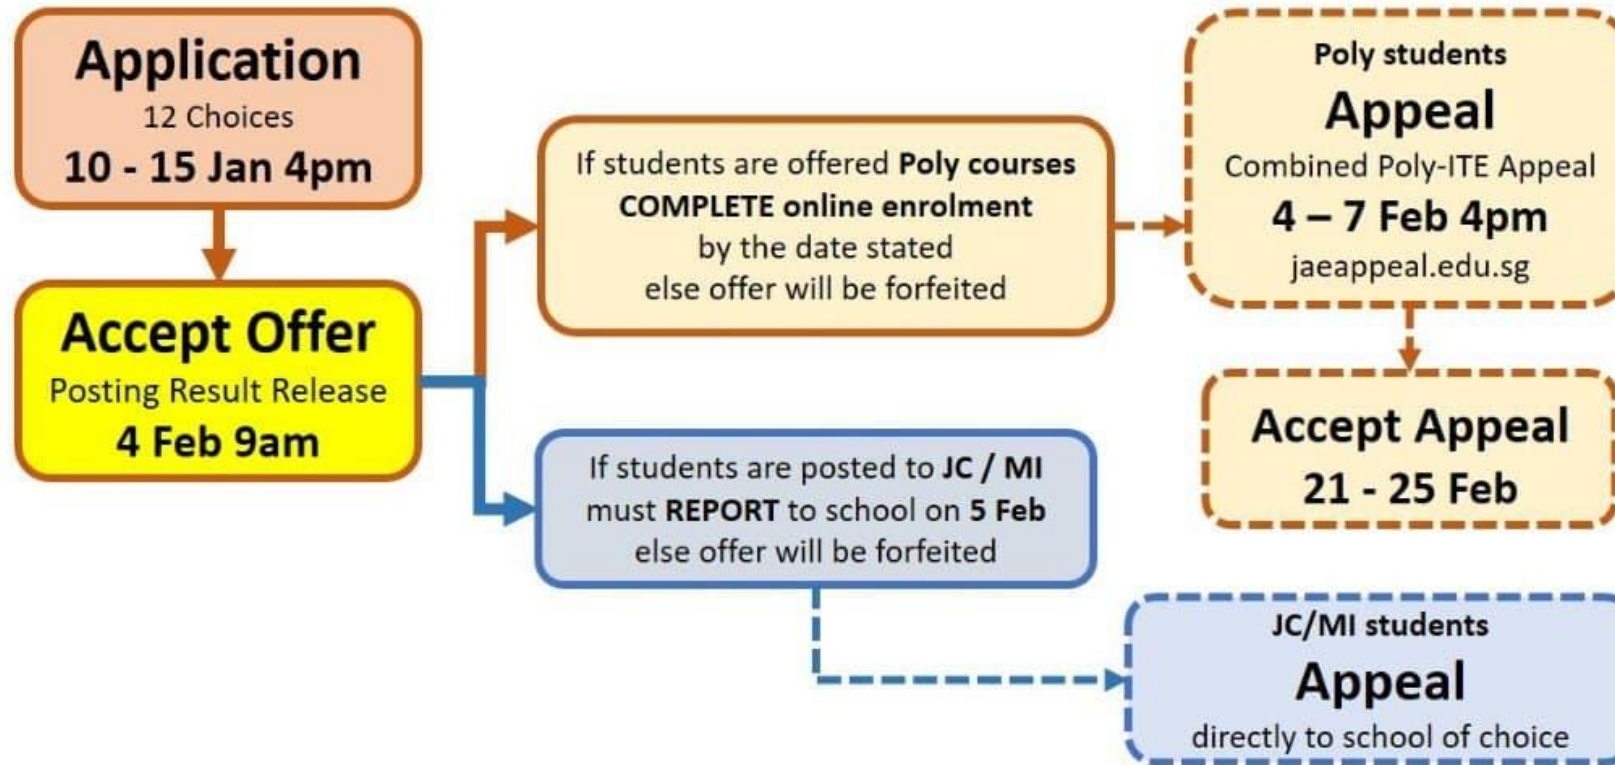 Application
12 Choices
10 - 15 Jan 4pm
Accept Offer
Posting Result Release
4 Feb 9am
If students are offered Poly courses
COMPLETE online enrolment
by the date stated
else offer will be forfeited
Poly students
Appeal
Combined Poly-ITE Appeal
4 – 7 Feb 4pm
jaeappeal.edu.sg
Accept Appeal
21 - 25 Feb
If students are posted to JC / MI
must REPORT to school on 5 Feb
else offer will be forfeited
JC/MI students
Appeal
directly to school of choice